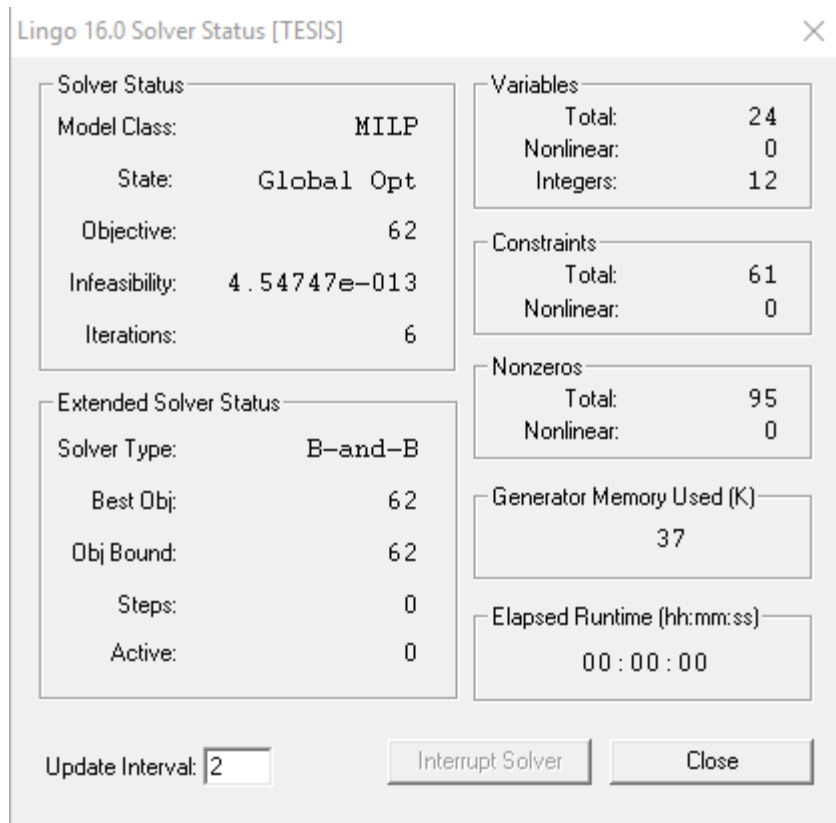 Lingo 16.0 Solver Status [TESIS]
Solver Status
Model Class: MILP
State: Global Opt
Objective: 62
Infeasibility: 4.54747e-013
Iterations: 6
Extended Solver Status
Solver Type: B-and-B
Best Obj: 62
Obj Bound: 62
Steps: 0
Active: 0
Variables
Total: 24
Nonlinear: 0
Integers: 12
Constraints
Total: 61
Nonlinear: 0
Nonzeros
Total: 95
Nonlinear: 0
Generator Memory Used (K)
37
Elapsed Runtime (hh:mm:ss)
00:00:00
Update Interval: 2
Interrupt Solver
Close